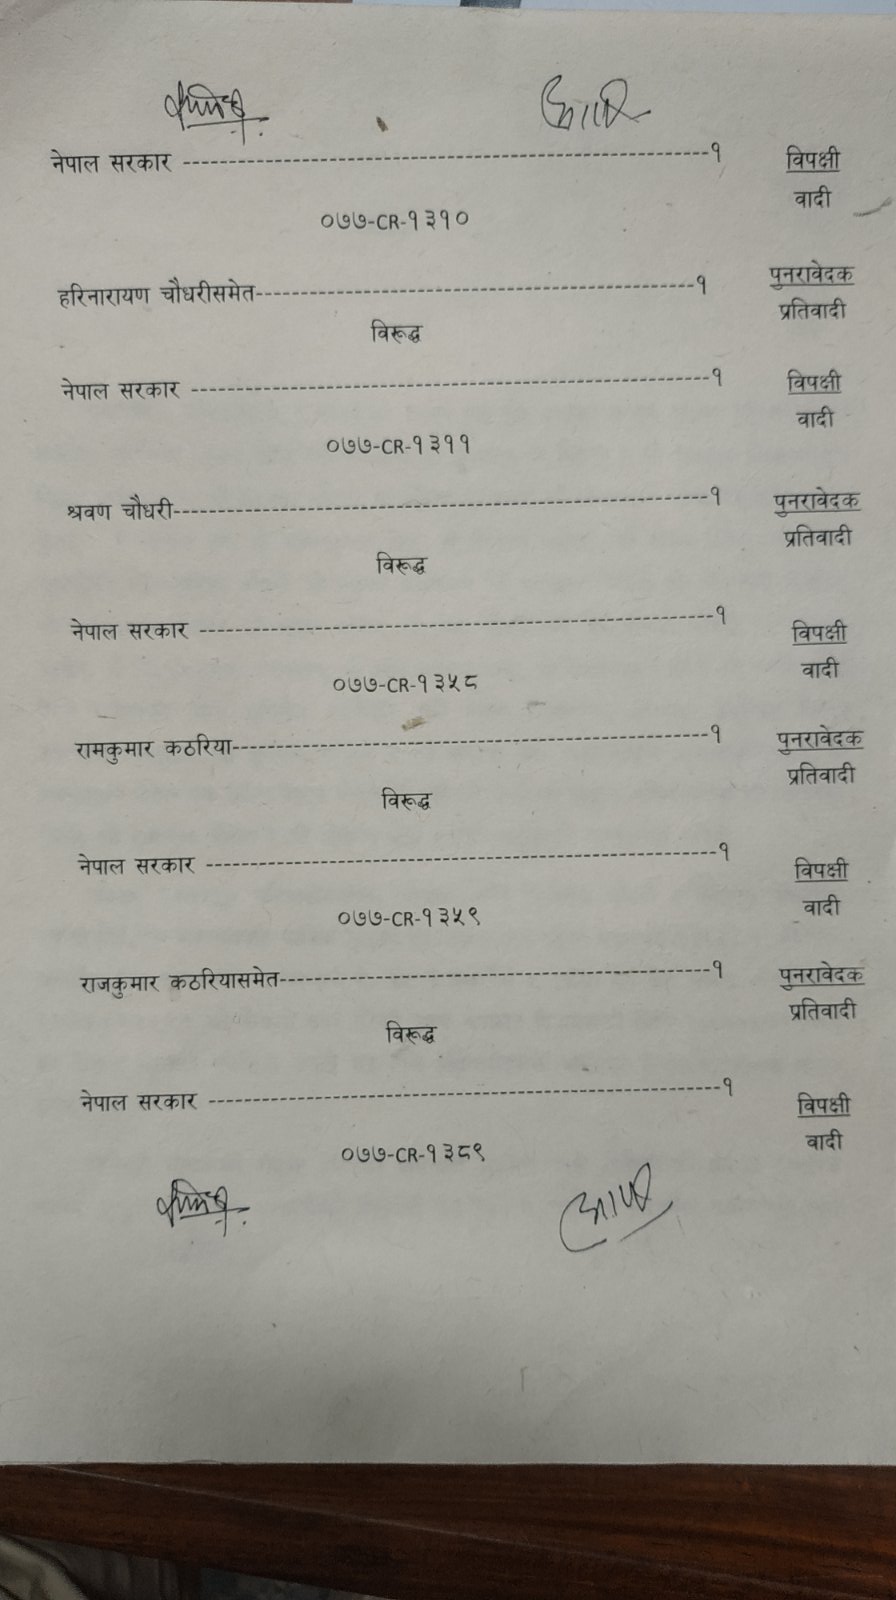 नेपाल सरकार ------------------------------------------------------------१ विपक्षी
वादी
०७७-CR-१३१०
हरिनारायण चौधरीसमेत--------------------------------------------------१ पुनरावेदक
प्रतिवादी
विरूद्ध
नेपाल सरकार ------------------------------------------------------------१ विपक्षी
वादी
०७७-CR-१३११
श्रवण चौधरी-------------------------------------------------------------१ पुनरावेदक
प्रतिवादी
विरूद्ध
नेपाल सरकार ------------------------------------------------------------१ विपक्षी
वादी
०७७-CR-१३५८
रामकुमार कठरिया------------------------------------------------------१ पुनरावेदक
प्रतिवादी
विरूद्ध
नेपाल सरकार ------------------------------------------------------------१ विपक्षी
वादी
०७७-CR-१३५९
राजकुमार कठरियासमेत-------------------------------------------------१ पुनरावेदक
प्रतिवादी
विरूद्ध
नेपाल सरकार ------------------------------------------------------------१ विपक्षी
वादी
०७७-CR-१३८९